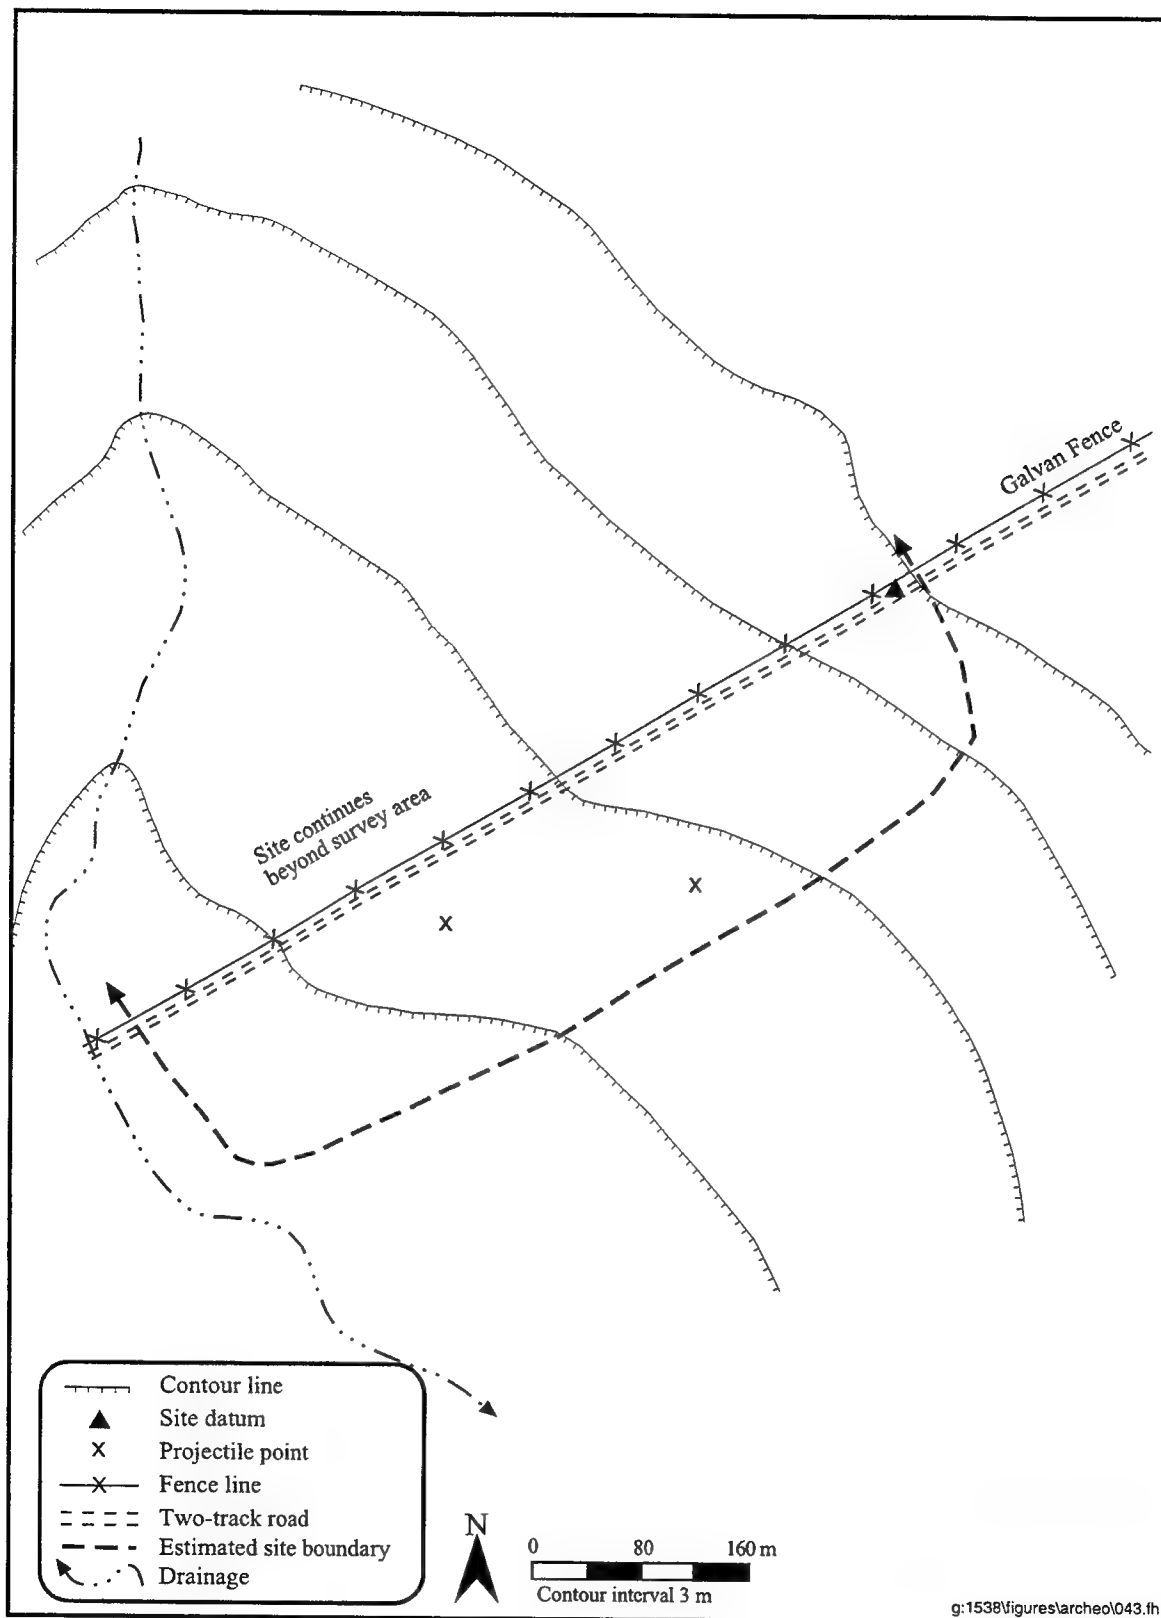 Galvan Fence
Site continues
beyond survey area
Contour line
Site datum
Projectile point
Fence line
Two-track road
Estimated site boundary
Drainage
N
0 80 160 m
Contour interval 3 m
g:1538\figures\archeo\043.fh